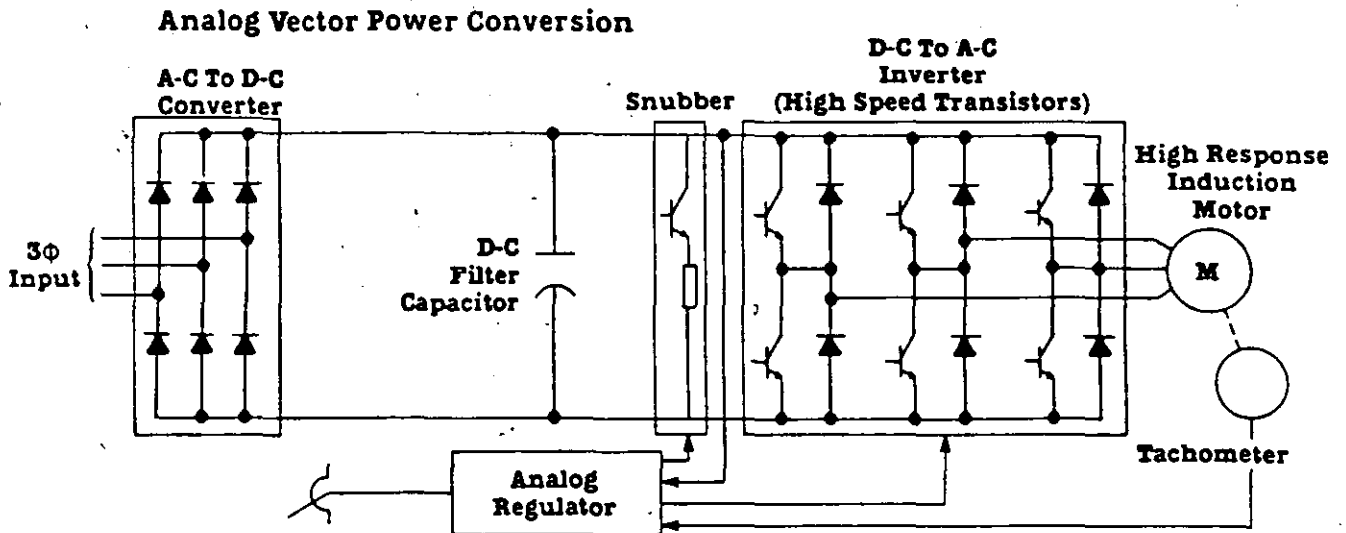 Analog Vector Power Conversion
A-C To D-C
Converter
Snubber
D-C To A-C
Inverter
(High Speed Transistors)
High Response
Induction
Motor
3Φ
Input
D-C
Filter
Capacitor
M
Tachometer
Analog
Regulator